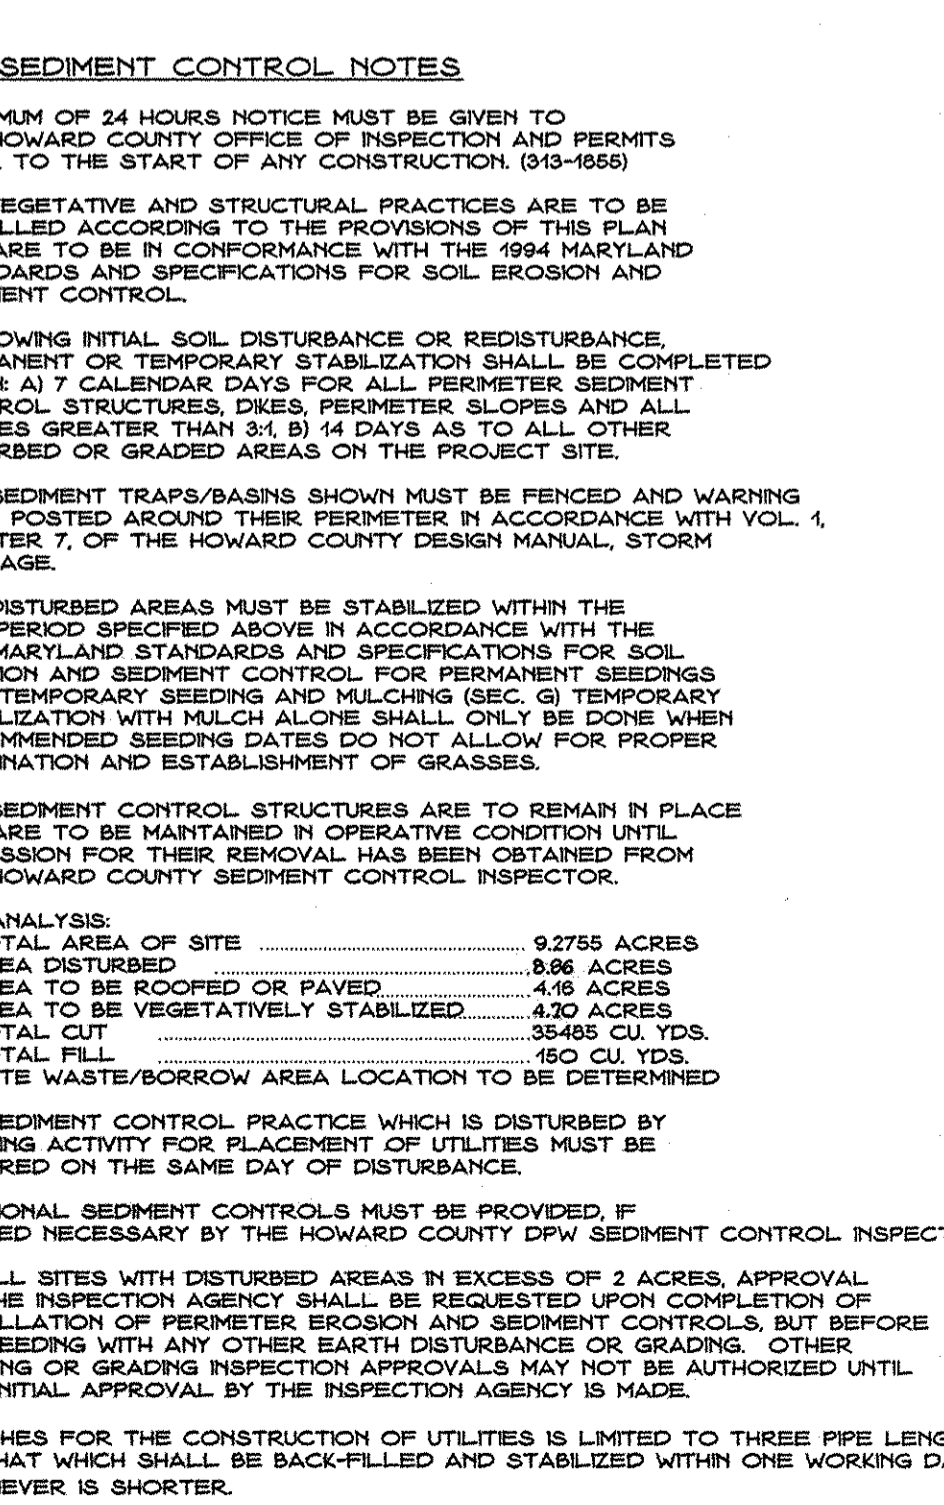 SEDIMENT CONTROL NOTES
MUM OF 24 HOURS NOTICE MUST BE GIVEN TO
HOWARD COUNTY OFFICE OF INSPECTION AND PERMITS
TO THE START OF ANY CONSTRUCTION. (313-1855)
EGETATIVE AND STRUCTURAL PRACTICES ARE TO BE
LLED ACCORDING TO THE PROVISIONS OF THIS PLAN
ARE TO BE IN CONFORMANCE WITH THE 1994 MARYLAND
DARDS AND SPECIFICATIONS FOR SOIL EROSION AND
MENT CONTROL.
OWING INITIAL SOIL DISTURBANCE OR REDISTURBANCE,
ANENT OR TEMPORARY STABILIZATION SHALL BE COMPLETED
: A) 7 CALENDAR DAYS FOR ALL PERIMETER SEDIMENT
ROL STRUCTURES, DIKES, PERIMETER SLOPES AND ALL
ES GREATER THAN 3:1, B) 14 DAYS AS TO ALL OTHER
RBED OR GRADED AREAS ON THE PROJECT SITE.
SEDIMENT TRAPS/BASINS SHOWN MUST BE FENCED AND WARNING
POSTED AROUND THEIR PERIMETER IN ACCORDANCE WITH VOL. 1,
TER 7, OF THE HOWARD COUNTY DESIGN MANUAL, STORM
AGE.
DISTURBED AREAS MUST BE STABILIZED WITHIN THE
PERIOD SPECIFIED ABOVE IN ACCORDANCE WITH THE
MARYLAND STANDARDS AND SPECIFICATIONS FOR SOIL
ION AND SEDIMENT CONTROL FOR PERMANENT SEEDINGS
TEMPORARY SEEDING AND MULCHING (SEC. G) TEMPORARY
LIZATION WITH MULCH ALONE SHALL ONLY BE DONE WHEN
MMENDED SEEDING DATES DO NOT ALLOW FOR PROPER
INATION AND ESTABLISHMENT OF GRASSES.
SEDIMENT CONTROL STRUCTURES ARE TO REMAIN IN PLACE
ARE TO BE MAINTAINED IN OPERATIVE CONDITION UNTIL
SSION FOR THEIR REMOVAL HAS BEEN OBTAINED FROM
HOWARD COUNTY SEDIMENT CONTROL INSPECTOR.
ANALYSIS:
TAL AREA OF SITE ........ 9.2755 ACRES
EA DISTURBED ........ 8.86 ACRES
EA TO BE ROOFED OR PAVED ........ 4.16 ACRES
EA TO BE VEGETATIVELY STABILIZED ........ 4.70 ACRES
TAL CUT ........ 35485 CU. YDS.
TAL FILL ........ 150 CU. YDS.
TE WASTE/BORROW AREA LOCATION TO BE DETERMINED
EDIMENT CONTROL PRACTICE WHICH IS DISTURBED BY
ING ACTIVITY FOR PLACEMENT OF UTILITIES MUST BE
RED ON THE SAME DAY OF DISTURBANCE.
IONAL SEDIMENT CONTROLS MUST BE PROVIDED, IF
ED NECESSARY BY THE HOWARD COUNTY DPW SEDIMENT CONTROL INSPECT
LL SITES WITH DISTURBED AREAS IN EXCESS OF 2 ACRES, APPROVAL
HE INSPECTION AGENCY SHALL BE REQUESTED UPON COMPLETION OF
LLATION OF PERIMETER EROSION AND SEDIMENT CONTROLS, BUT BEFORE
EEDING WITH ANY OTHER EARTH DISTURBANCE OR GRADING. OTHER
NG OR GRADING INSPECTION APPROVALS MAY NOT BE AUTHORIZED UNTIL
NITIAL APPROVAL BY THE INSPECTION AGENCY IS MADE.
HES FOR THE CONSTRUCTION OF UTILITIES IS LIMITED TO THREE PIPE LENG
HAT WHICH SHALL BE BACK-FILLED AND STABILIZED WITHIN ONE WORKING DA
EVER IS SHORTER.